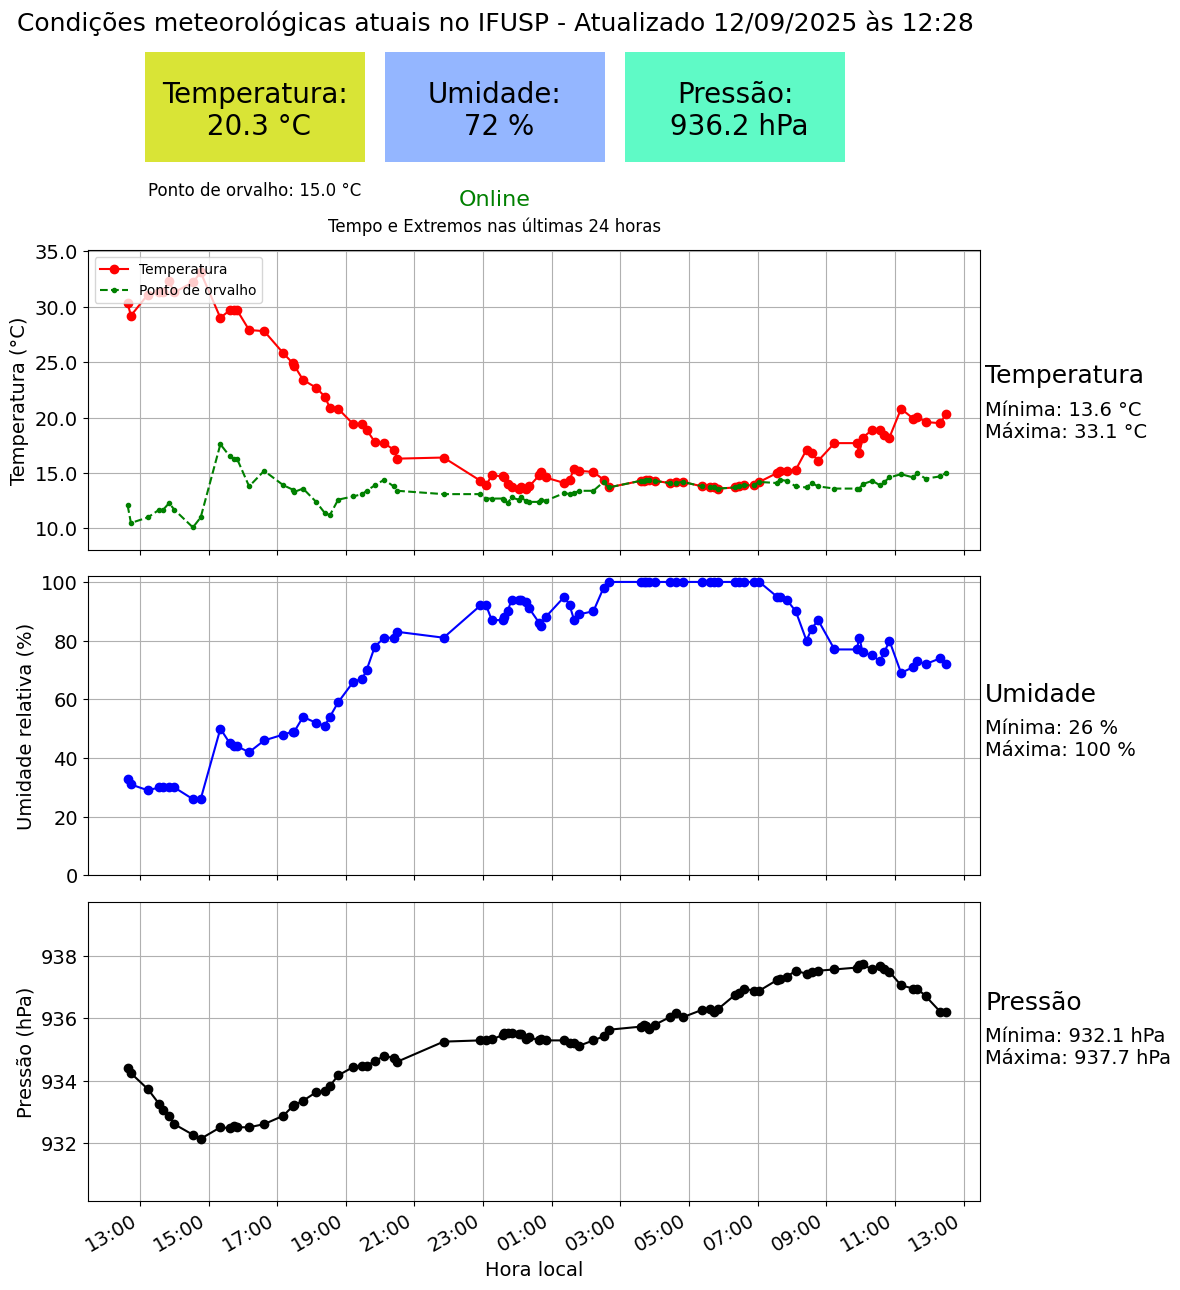 Condições meteorológicas atuais no IFUSP - Atualizado 12/09/2025 às 12:28
Temperatura:
20.3 °C
Umidade:
72 %
Pressão:
936.2 hPa
Ponto de orvalho: 15.0 °C
Online
Tempo e Extremos nas últimas 24 horas
Temperatura
Ponto de orvalho
Temperatura (°C)
35.0
30.0
25.0
20.0
15.0
10.0
Temperatura
Mínima: 13.6 °C
Máxima: 33.1 °C
Umidade relativa (%)
100
80
60
40
20
0
Umidade
Mínima: 26 %
Máxima: 100 %
Pressão (hPa)
938
936
934
932
Pressão
Mínima: 932.1 hPa
Máxima: 937.7 hPa
13:00 15:00 17:00 19:00 21:00 23:00 01:00 03:00 05:00 07:00 09:00 11:00 13:00
Hora local